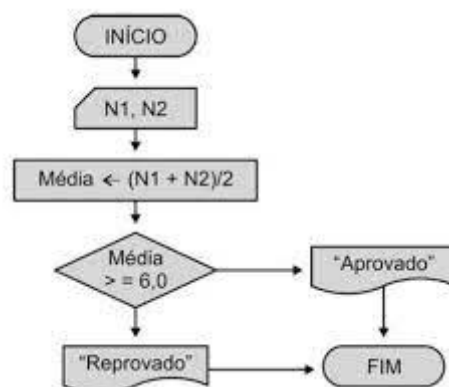 INÍCIO
N1, N2
Média ← (N1 + N2)/2
Média
> = 6,0
“Aprovado”
“Reprovado”
FIM